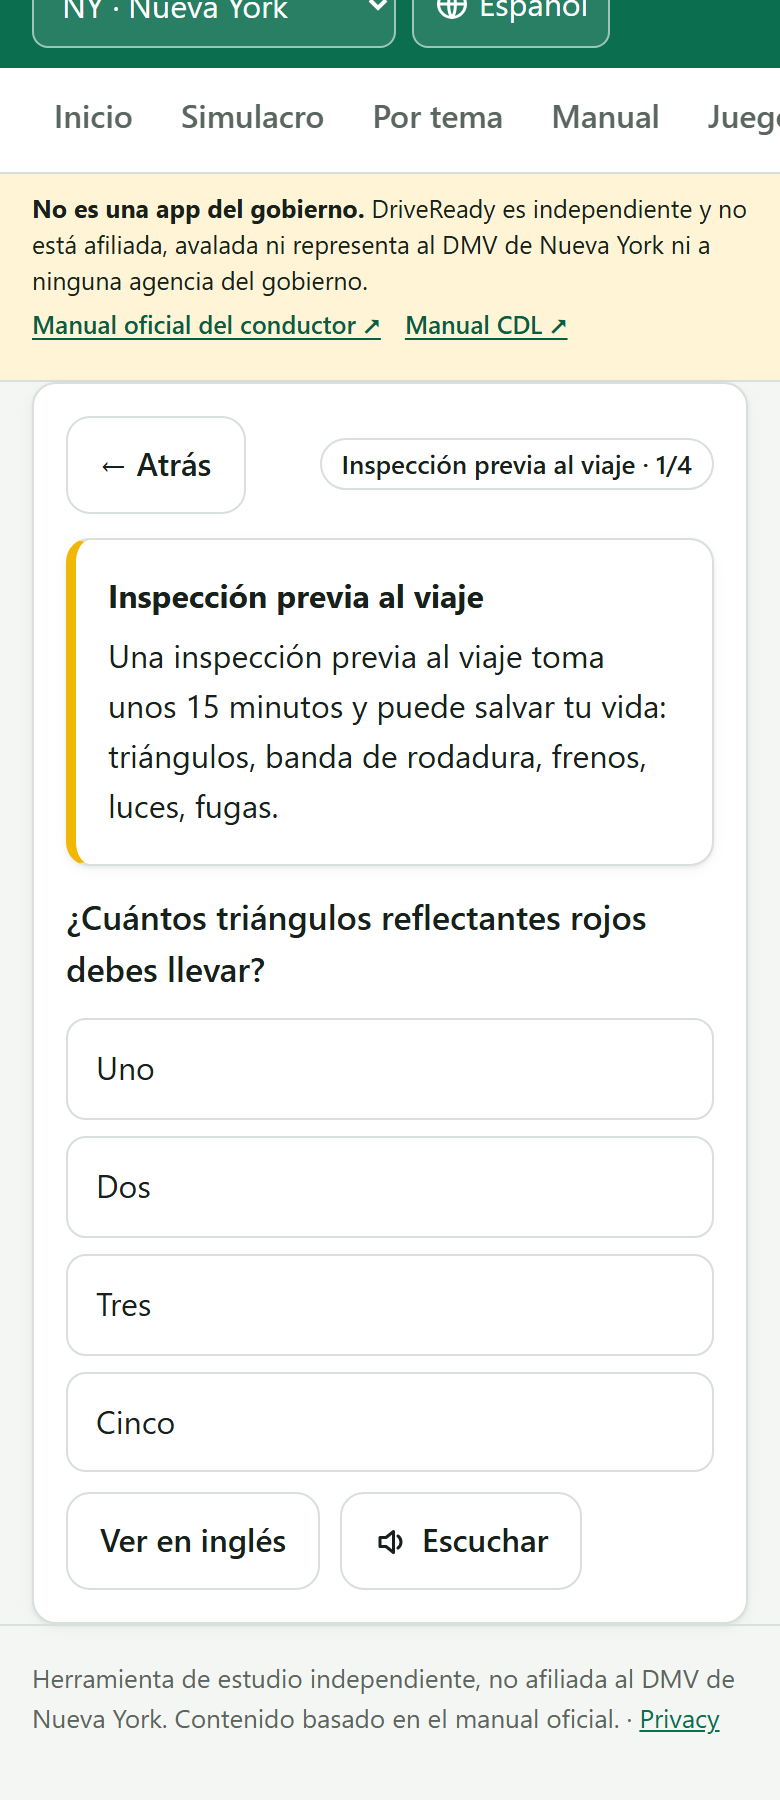 NY · Nueva York
Español
Inicio Simulacro Por tema Manual
No es una app del gobierno. DriveReady es independiente y no
está afiliada, avalada ni representa al DMV de Nueva York ni a
ninguna agencia del gobierno.
Manual oficial del conductor ↗ Manual CDL ↗
← Atrás
Inspección previa al viaje · 1/4
Inspección previa al viaje
Una inspección previa al viaje toma
unos 15 minutos y puede salvar tu vida:
triángulos, banda de rodadura, frenos,
luces, fugas.
¿Cuántos triángulos reflectantes rojos
debes llevar?
Uno
Dos
Tres
Cinco
Ver en inglés
Escuchar
Herramienta de estudio independiente, no afiliada al DMV de
Nueva York. Contenido basado en el manual oficial. · Privacy